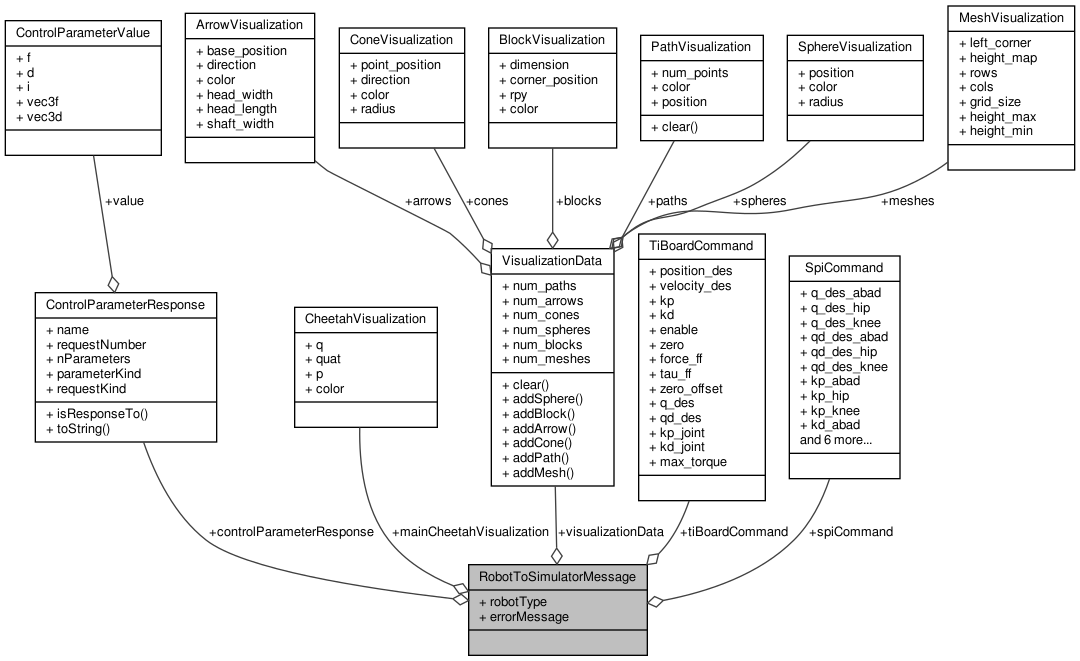 ControlParameterValue
+ f
+ d
+ i
+ vec3f
+ vec3d
ArrowVisualization
+ base_position
+ direction
+ color
+ head_width
+ head_length
+ shaft_width
ConeVisualization
+ point_position
+ direction
+ color
+ radius
BlockVisualization
+ dimension
+ corner_position
+ rpy
+ color
PathVisualization
+ num_points
+ color
+ position
+ clear()
SphereVisualization
+ position
+ color
+ radius
MeshVisualization
+ left_corner
+ height_map
+ rows
+ cols
+ grid_size
+ height_max
+ height_min
+value
+arrows
+cones
+blocks
+paths
+spheres
+meshes
ControlParameterResponse
+ name
+ requestNumber
+ nParameters
+ parameterKind
+ requestKind
+ isResponseTo()
+ toString()
CheetahVisualization
+ q
+ quat
+ p
+ color
VisualizationData
+ num_paths
+ num_arrows
+ num_cones
+ num_spheres
+ num_blocks
+ num_meshes
+ clear()
+ addSphere()
+ addBlock()
+ addArrow()
+ addCone()
+ addPath()
+ addMesh()
TiBoardCommand
+ position_des
+ velocity_des
+ kp
+ kd
+ enable
+ zero
+ force_ff
+ tau_ff
+ zero_offset
+ q_des
+ qd_des
+ kp_joint
+ kd_joint
+ max_torque
SpiCommand
+ q_des_abad
+ q_des_hip
+ q_des_knee
+ qd_des_abad
+ qd_des_hip
+ qd_des_knee
+ kp_abad
+ kp_hip
+ kp_knee
+ kd_abad
and 6 more...
+controlParameterResponse
+mainCheetahVisualization
+visualizationData
+tiBoardCommand
+spiCommand
RobotToSimulatorMessage
+ robotType
+ errorMessage